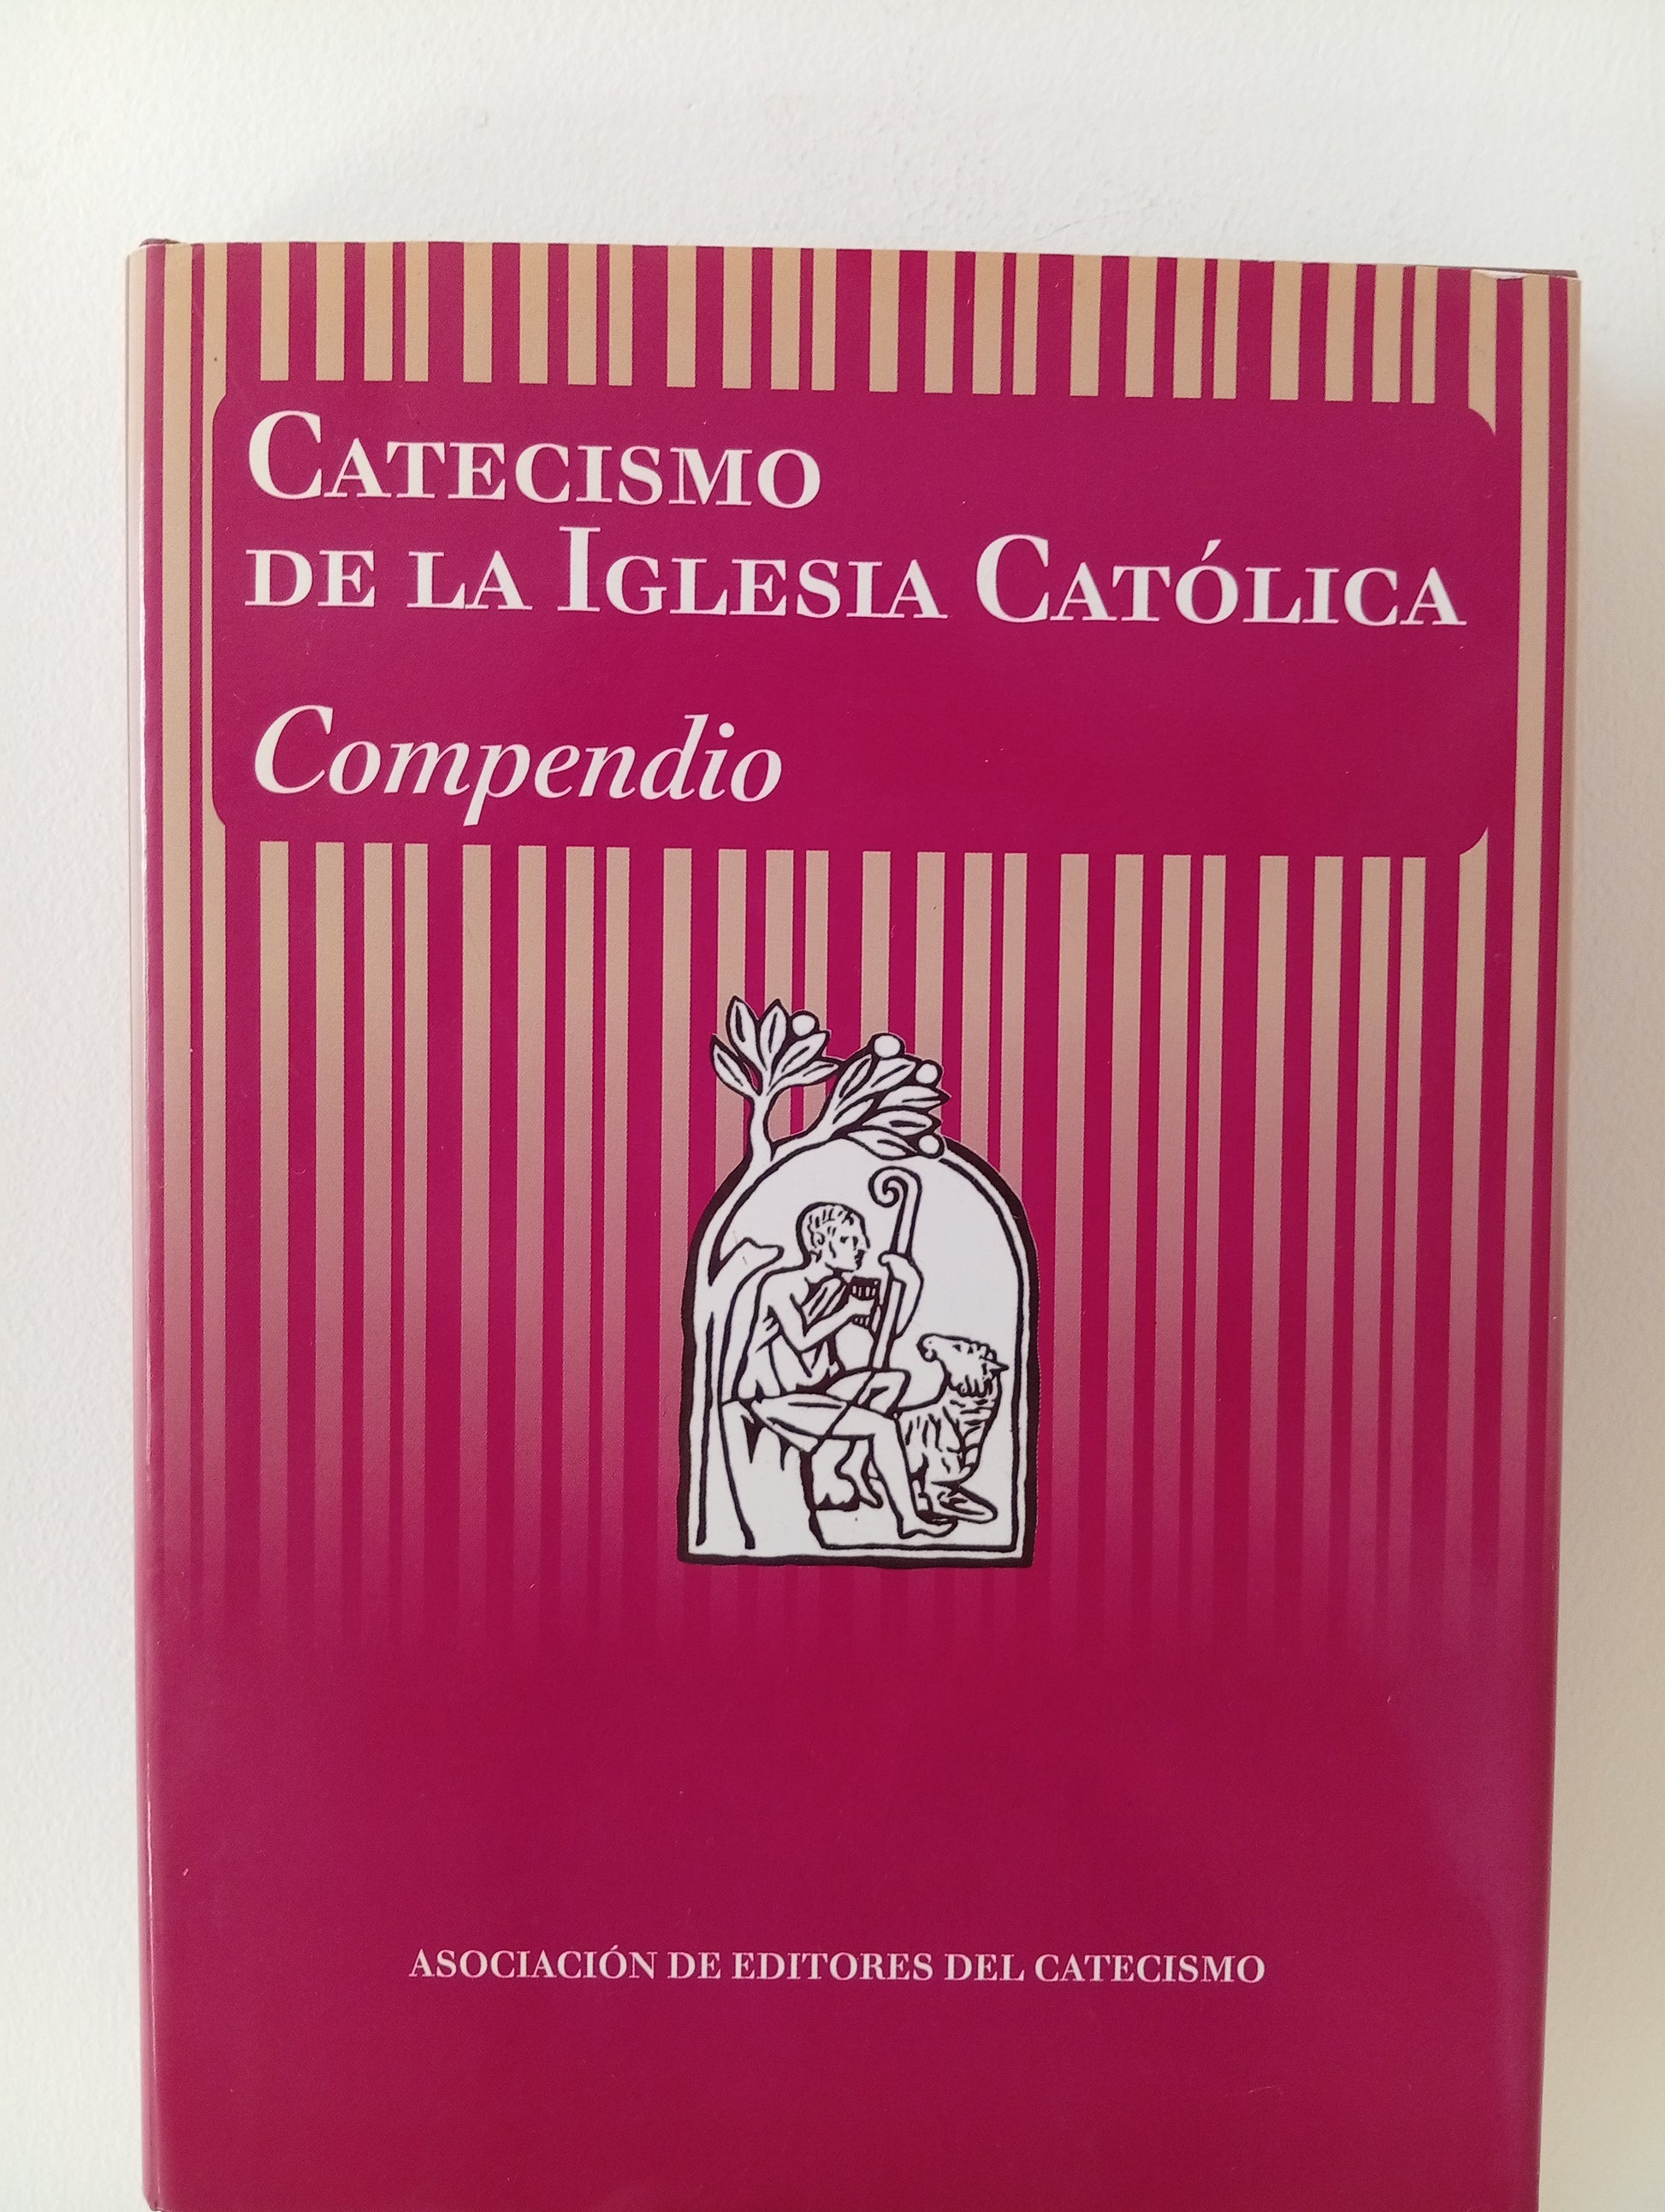 CATECISMO
DE LA IGLESIA CATÓLICA
Compendio
ASOCIACIÓN DE EDITORES DEL CATECISMO